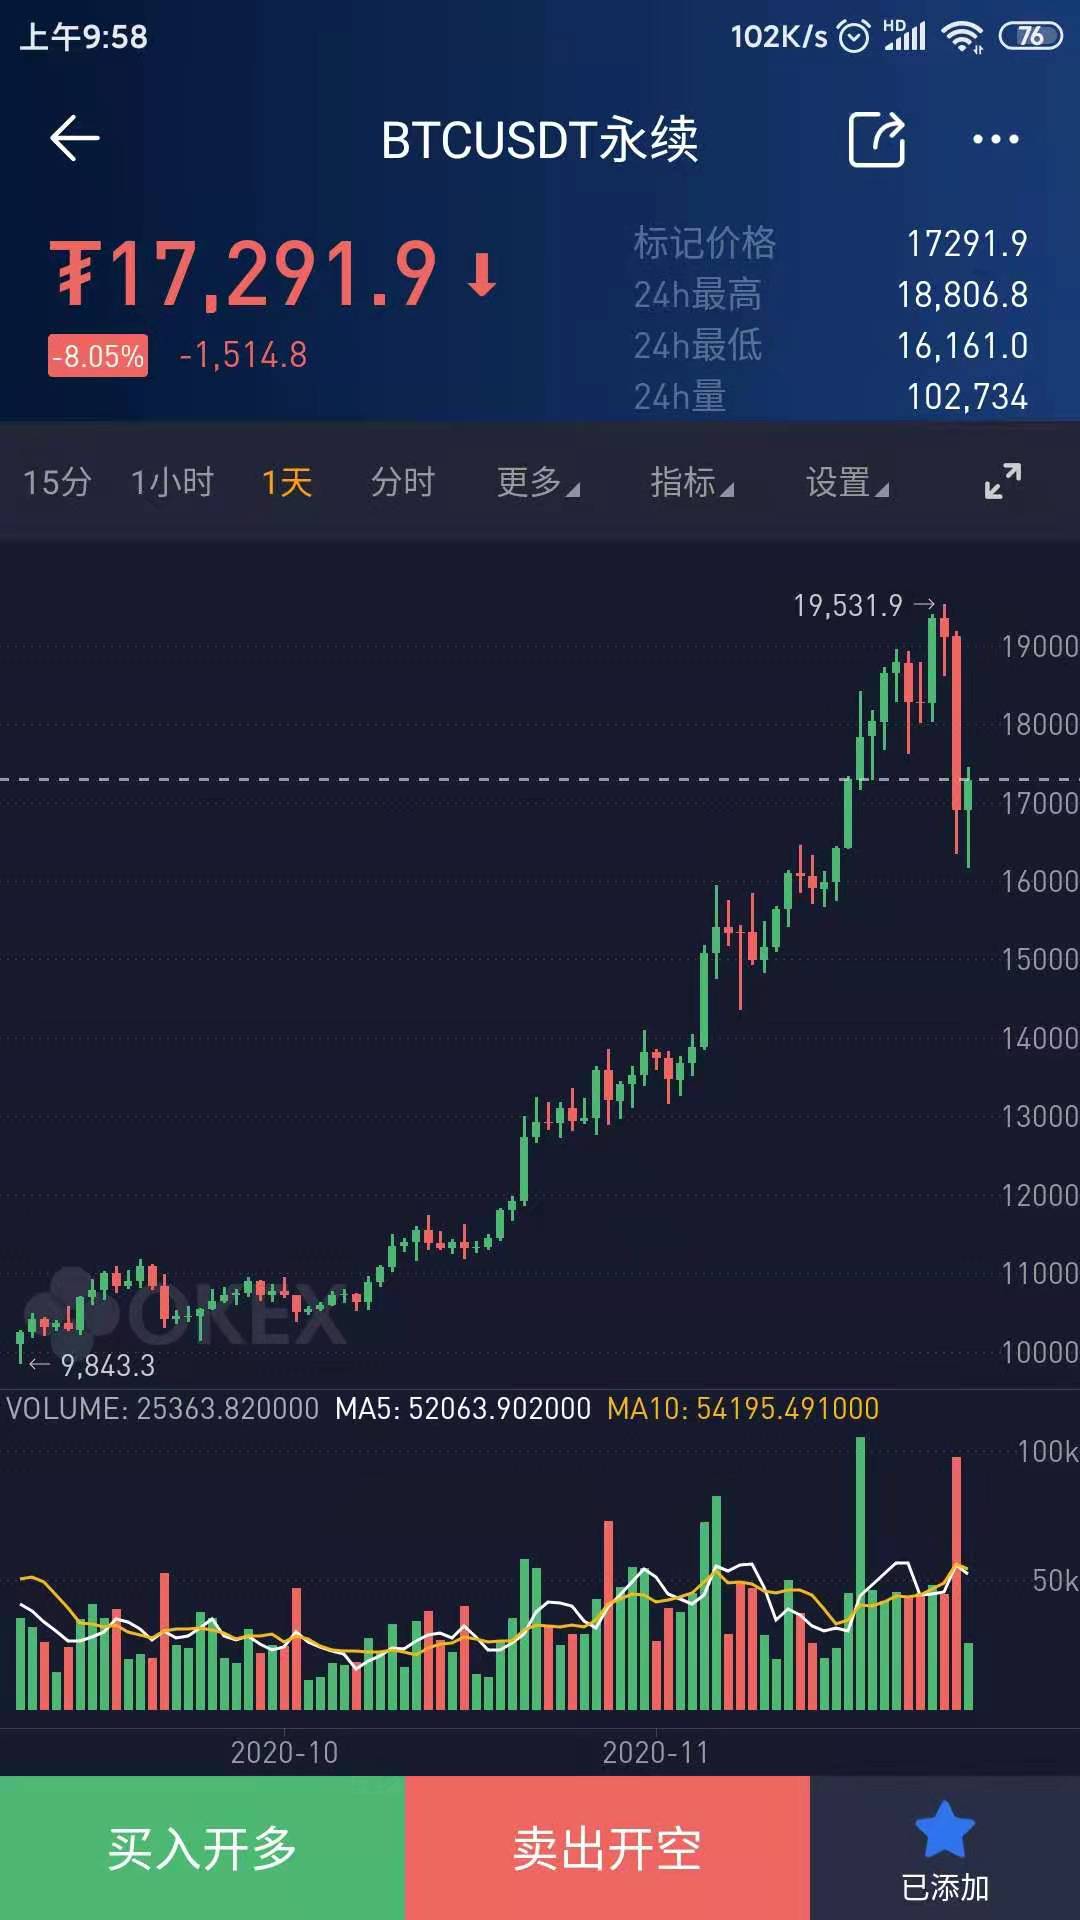 上午9:58
102K/s HD 76
BTCUSDT永续
₮17,291.9
-8.05% -1,514.8
标记价格 17291.9
24h最高 18,806.8
24h最低 16,161.0
24h量 102,734
15分 1小时 1天 分时 更多 指标 设置
19,531.9
19000
18000
17000
16000
15000
14000
13000
12000
11000
OKEX
10000
9,843.3
VOLUME: 25363.820000 MA5: 52063.902000 MA10: 54195.491000
100k
50k
2020-10 2020-11
买入开多 卖出开空 已添加